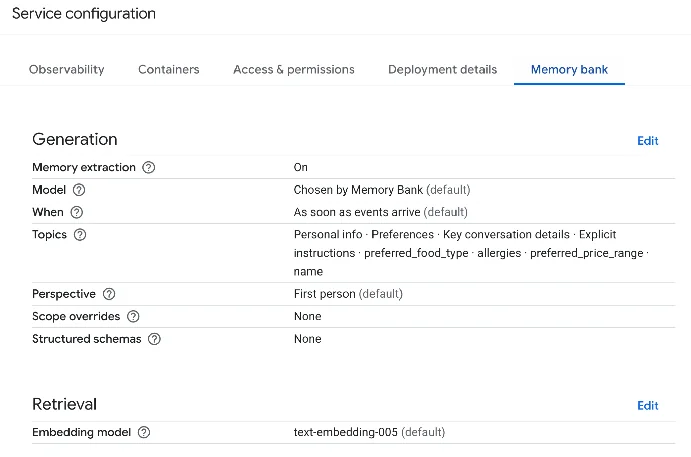 Service configuration
Observability Containers Access & permissions Deployment details Memory bank
Generation Edit
Memory extraction On
Model Chosen by Memory Bank (default)
When As soon as events arrive (default)
Topics Personal info · Preferences · Key conversation details · Explicit
instructions · preferred_food_type · allergies · preferred_price_range ·
name
Perspective First person (default)
Scope overrides None
Structured schemas None
Retrieval Edit
Embedding model text-embedding-005 (default)